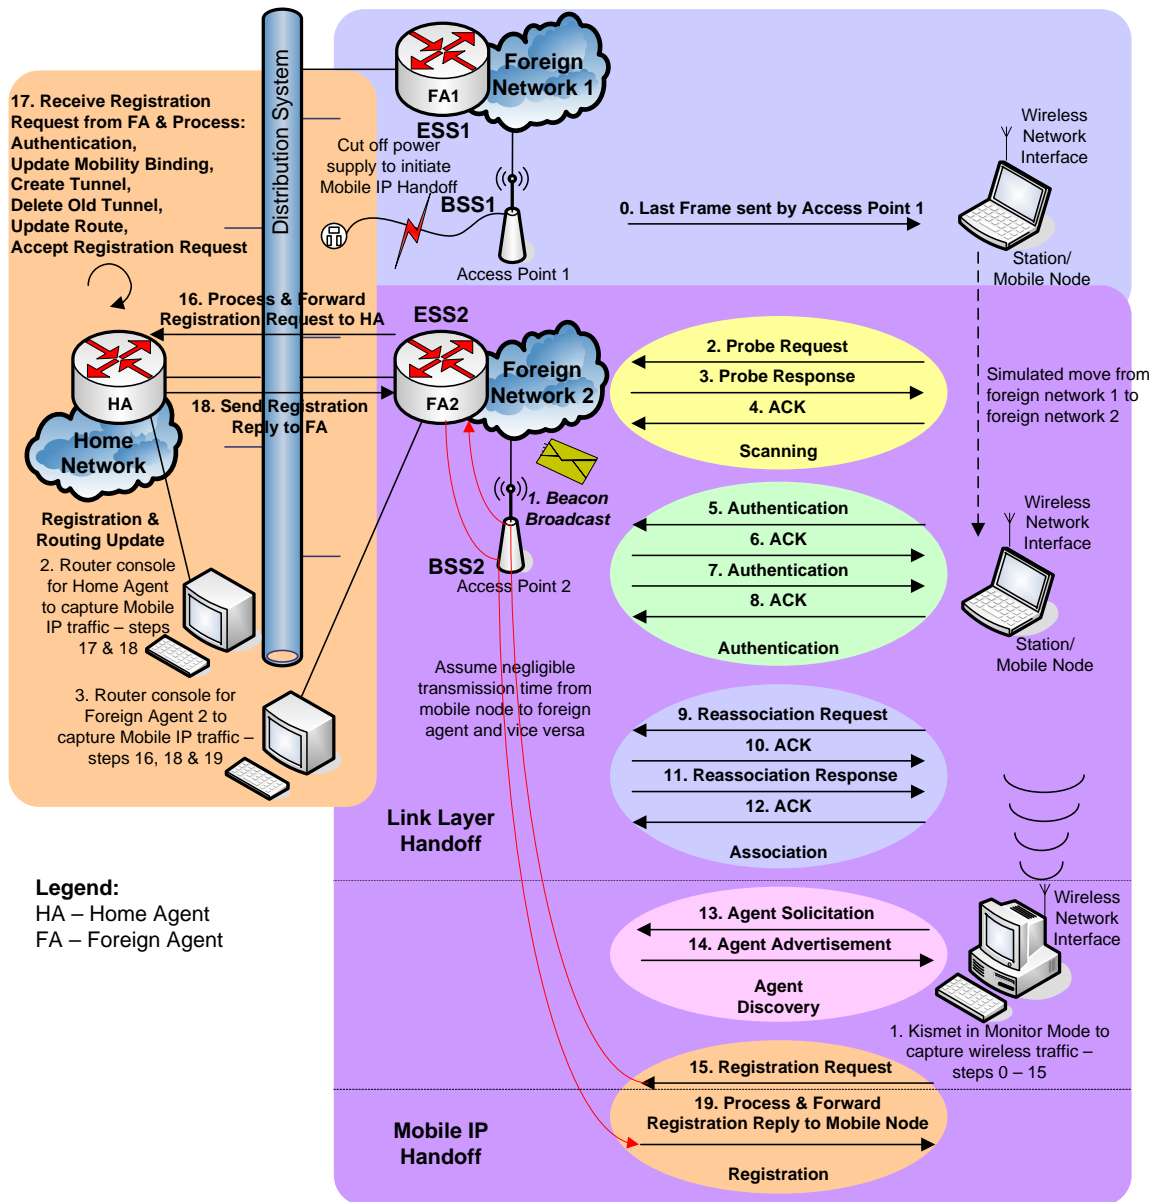 17. Receive Registration
Request from FA & Process:
Authentication,
Update Mobility Binding,
Create Tunnel,
Delete Old Tunnel,
Update Route,
Accept Registration Request
Distribution System
FA1
Foreign
Network 1
ESS1
Cut off power
supply to initiate
Mobile IP Handoff
BSS1
Access Point 1
0. Last Frame sent by Access Point 1
Wireless
Network
Interface
Station/
Mobile Node
16. Process & Forward
Registration Request to HA
ESS2
HA
Home
Network
18. Send Registration
Reply to FA
FA2
Foreign
Network 2
1. Beacon
Broadcast
BSS2
Access Point 2
2. Probe Request
3. Probe Response
4. ACK
Scanning
Simulated move from
foreign network 1 to
foreign network 2
5. Authentication
6. ACK
7. Authentication
8. ACK
Authentication
Wireless
Network
Interface
Station/
Mobile Node
Registration &
Routing Update
2. Router console
for Home Agent
to capture Mobile
IP traffic – steps
17 & 18
3. Router console for
Foreign Agent 2 to
capture Mobile IP traffic –
steps 16, 18 & 19
Assume negligible
transmission time from
mobile node to foreign
agent and vice versa
9. Reassociation Request
10. ACK
11. Reassociation Response
12. ACK
Association
Link Layer
Handoff
Legend:
HA – Home Agent
FA – Foreign Agent
13. Agent Solicitation
14. Agent Advertisement
Agent
Discovery
Wireless
Network
Interface
1. Kismet in Monitor Mode to
capture wireless traffic –
steps 0 – 15
15. Registration Request
19. Process & Forward
Registration Reply to Mobile Node
Registration
Mobile IP
Handoff